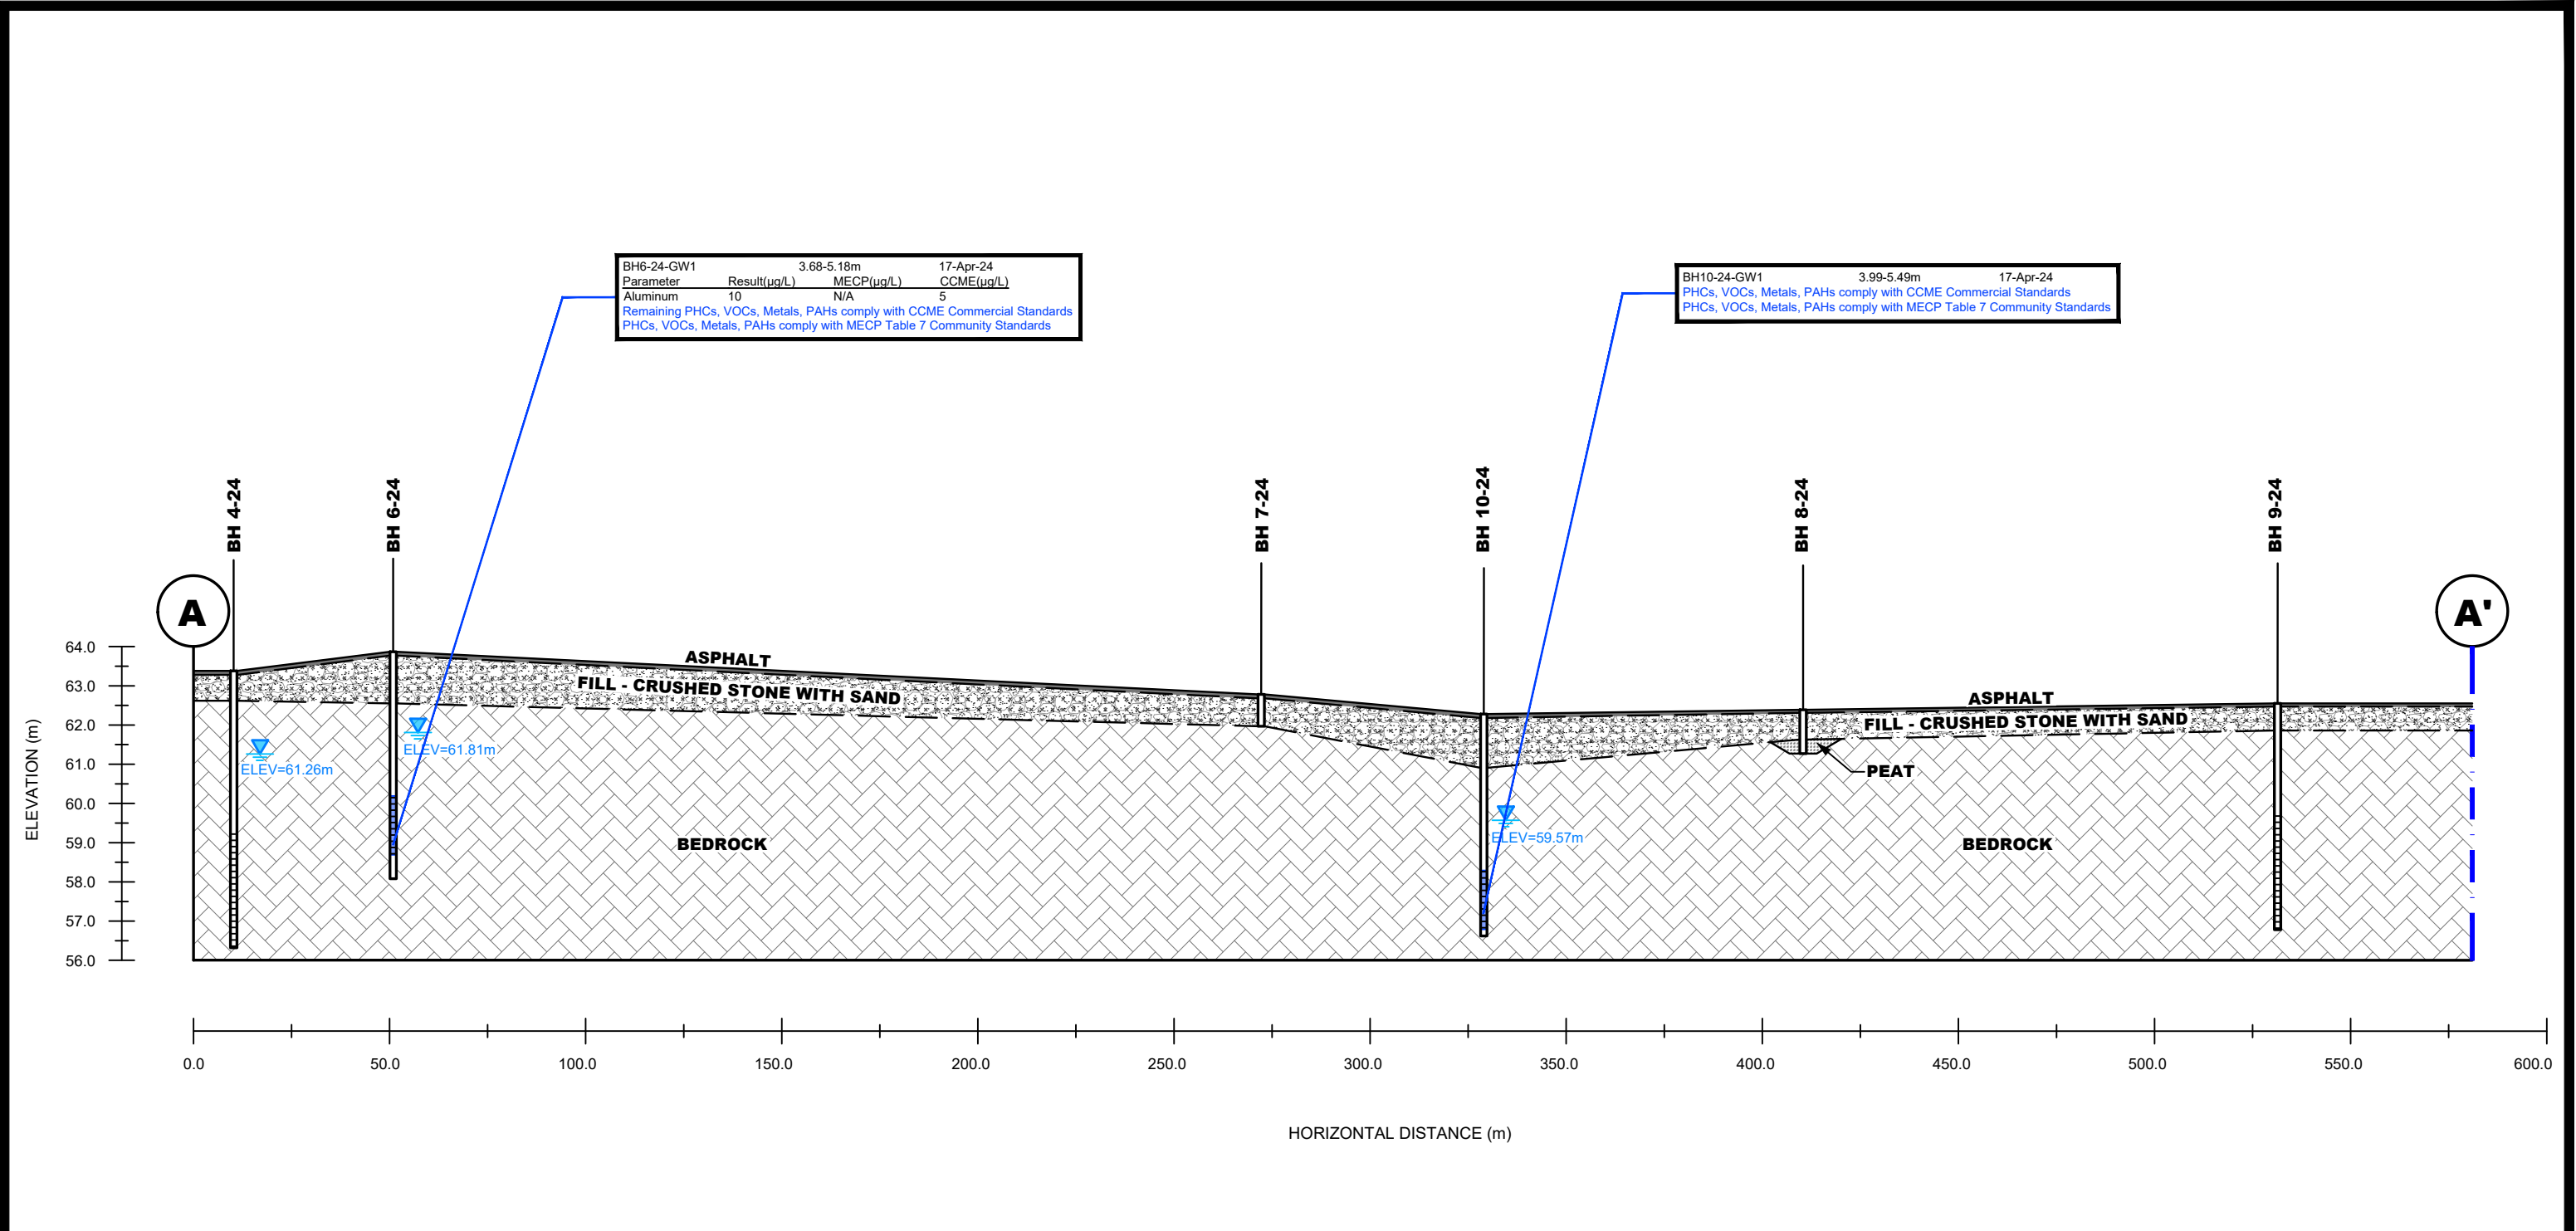 BH6-24-GW1 3.68-5.18m 17-Apr-24
Parameter Result(µg/L) MECP(µg/L) CCME(µg/L)
Aluminum 10 N/A 5
Remaining PHCs, VOCs, Metals, PAHs comply with CCME Commercial Standards
PHCs, VOCs, Metals, PAHs comply with MECP Table 7 Community Standards
BH10-24-GW1 3.99-5.49m 17-Apr-24
PHCs, VOCs, Metals, PAHs comply with CCME Commercial Standards
PHCs, VOCs, Metals, PAHs comply with MECP Table 7 Community Standards
BH 4-24
BH 6-24
BH 7-24
BH 10-24
BH 8-24
BH 9-24
A
A'
ELEVATION (m)
64.0
63.0
62.0
61.0
60.0
59.0
58.0
57.0
56.0
ASPHALT
FILL - CRUSHED STONE WITH SAND
ELEV=61.26m
ELEV=61.81m
BEDROCK
ELEV=59.57m
ASPHALT
FILL - CRUSHED STONE WITH SAND
PEAT
BEDROCK
0.0 50.0 100.0 150.0 200.0 250.0 300.0 350.0 400.0 450.0 500.0 550.0 600.0
HORIZONTAL DISTANCE (m)